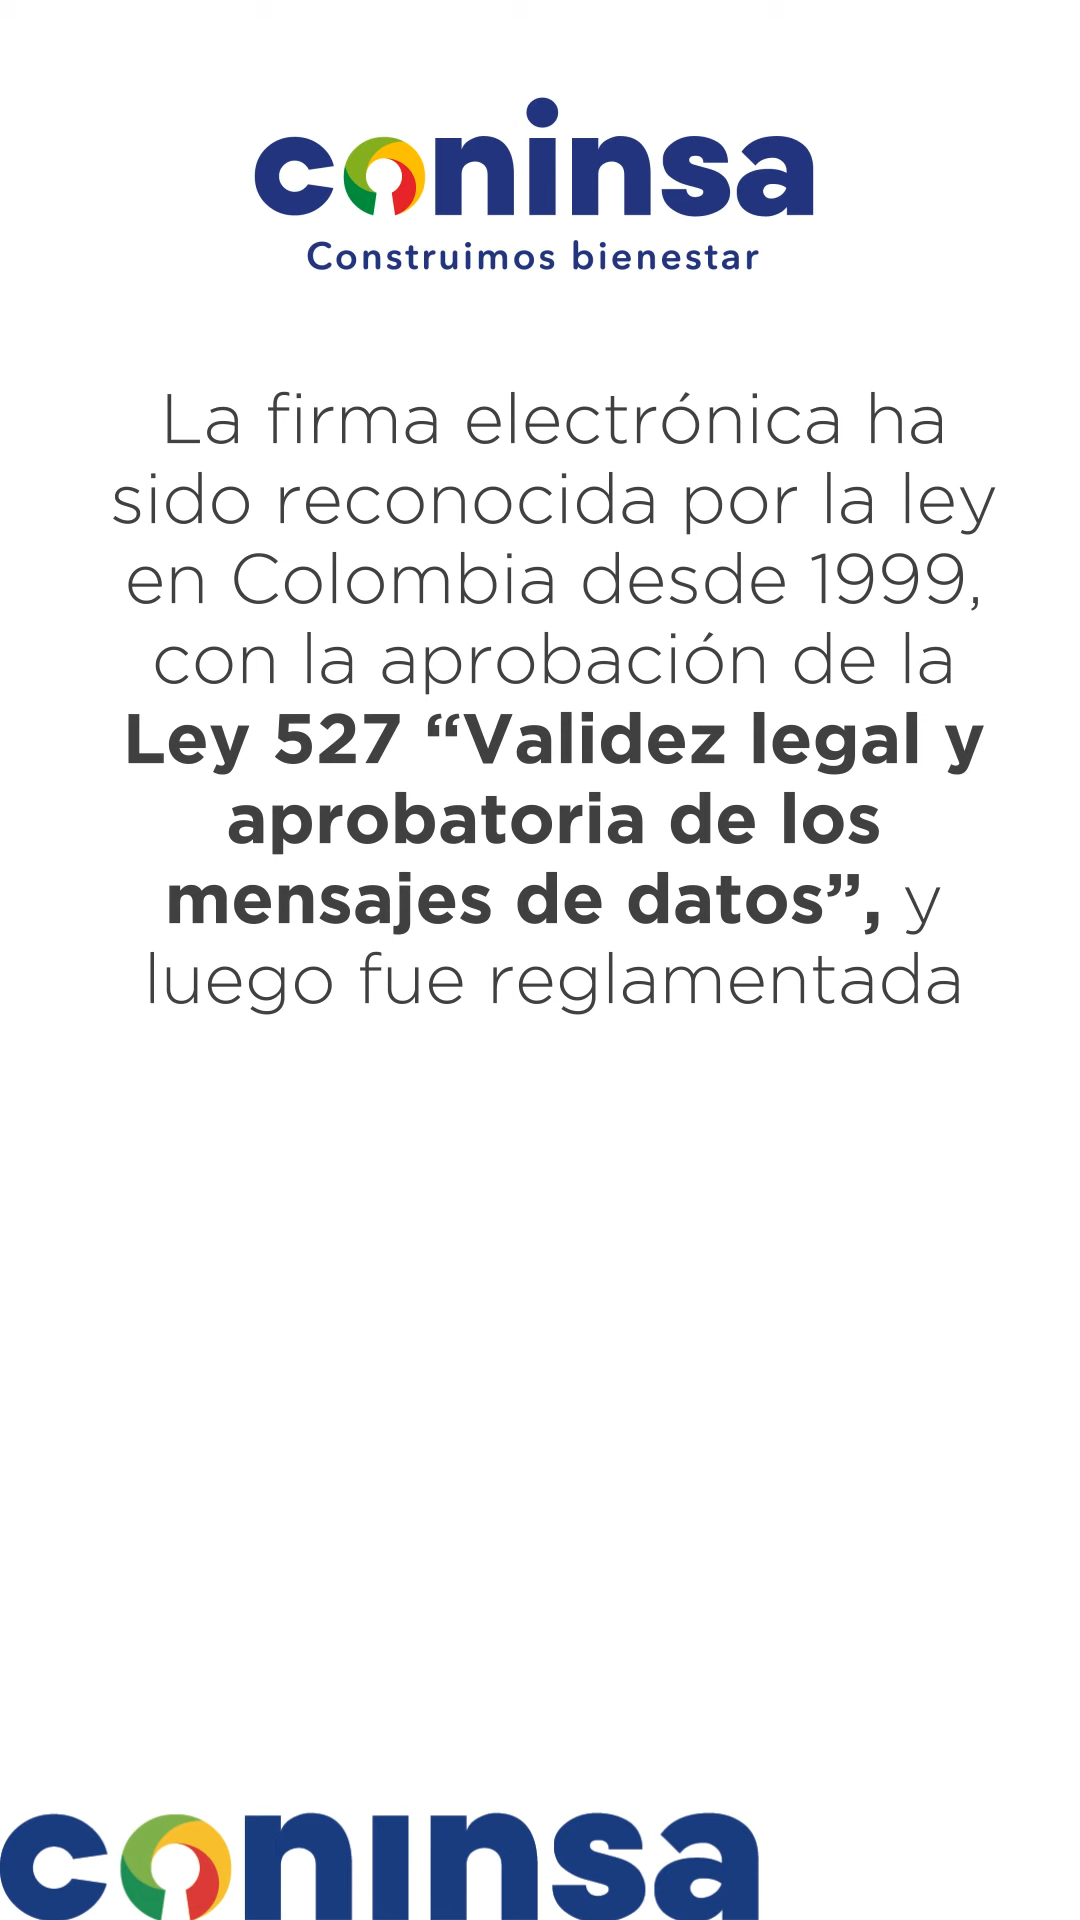 coninsa
Construimos bienestar
La firma electrónica ha
sido reconocida por la ley
en Colombia desde 1999,
con la aprobación de la
Ley 527 “Validez legal y
aprobatoria de los
mensajes de datos”, y
luego fue reglamentada
coninsa